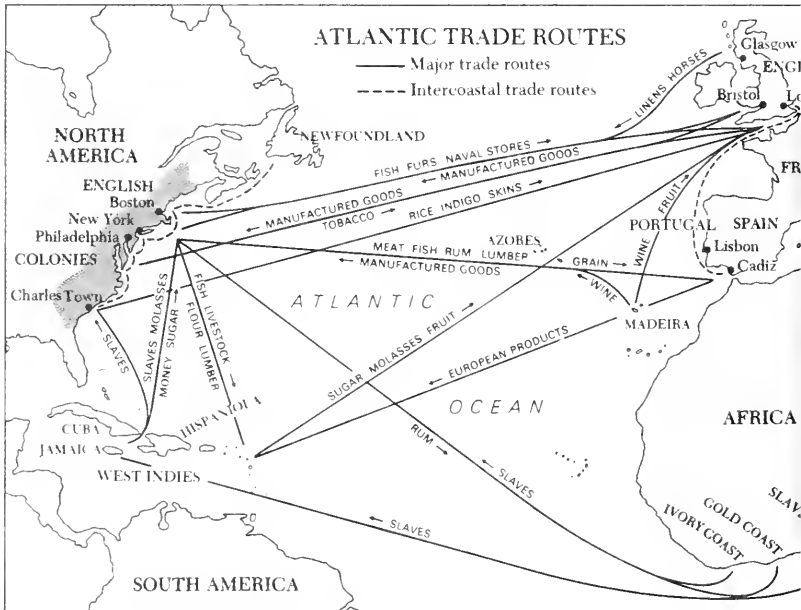 ATLANTIC TRADE ROUTES
Major trade routes
Intercoastal trade routes
Glasgow
ENGL
Bristol
Lo
LINENS HORSES
NORTH
AMERICA
NEWFOUNDLAND
ENGLISH
Boston
New York
Philadelphia
COLONIES
Charles Town
FISH FURS NAVAL STORES
MANUFACTURED GOODS
MANUFACTURED GOODS
TOBACCO
RICE INDIGO SKINS
FR
PORTUGAL
SPAIN
Lisbon
Cadiz
WINE FRUIT
AZORES
MEAT FISH RUM LUMBER
GRAIN
MANUFACTURED GOODS
WINE
MADEIRA
ATLANTIC
OCEAN
SLAVES
SLAVES MOLASSES
MONEY SUGAR
FISH LIVESTOCK
FLOUR LUMBER
SUGAR MOLASSES FRUIT
EUROPEAN PRODUCTS
CUBA
JAMAICA
HISPANIOLA
WEST INDIES
RUM
SLAVES
SLAVES
AFRICA
SLAV
GOLD COAST
IVORY COAST
SOUTH AMERICA